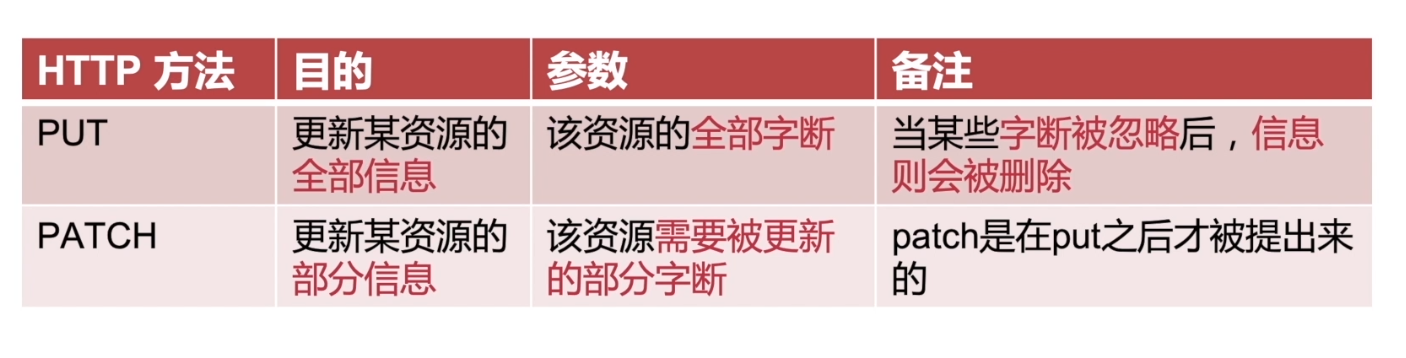 HTTP 方法 目的 参数 备注
PUT 更新某资源的 该资源的全部字断 当某些字断被忽略后，信息
全部信息 则会被删除
PATCH 更新某资源的 该资源需要被更新 patch是在put之后才被提出来
部分信息 的部分字断 的